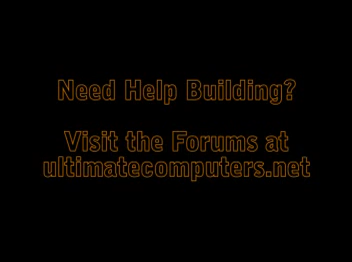 Need Help Building?
Visit the Forums at
ultimatecomputers.net